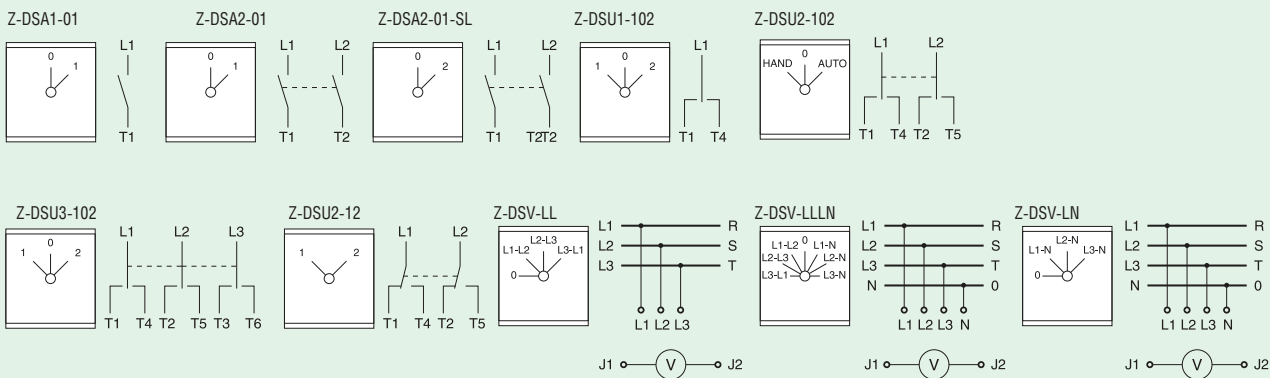 Z-DSA1-01 Z-DSA2-01 Z-DSA2-01-SL Z-DSU1-102 Z-DSU2-102
L1 L1 L2 L1 L2 L1 L1 L2
0 0 0 0 0
1 1 2 1 2 HAND AUTO
T1 T1 T2 T1 T2T2 T1 T4 T1 T4 T2 T5
Z-DSU3-102 Z-DSU2-12 Z-DSV-LL Z-DSV-LLLN Z-DSV-LN
L1 L2 L3 L1 L2 L1 R L1 R L1 R
0 L2-L3 L2 S 0 L2 S L2-N L2 S
1 2 1 2 L1-L2 L3-L1 L1-L2 L1-N L1-N L3-N
0 L3 T L2-L3 L2-N L3 T 0 L3 T
L3-L1 L3-N N 0 N 0
T1 T4 T2 T5 T3 T6 T1 T4 T2 T5 L1 L2 L3 L1 L2 L3 N L1 L2 L3 N
J1 V J2 J1 V J2 J1 V J2